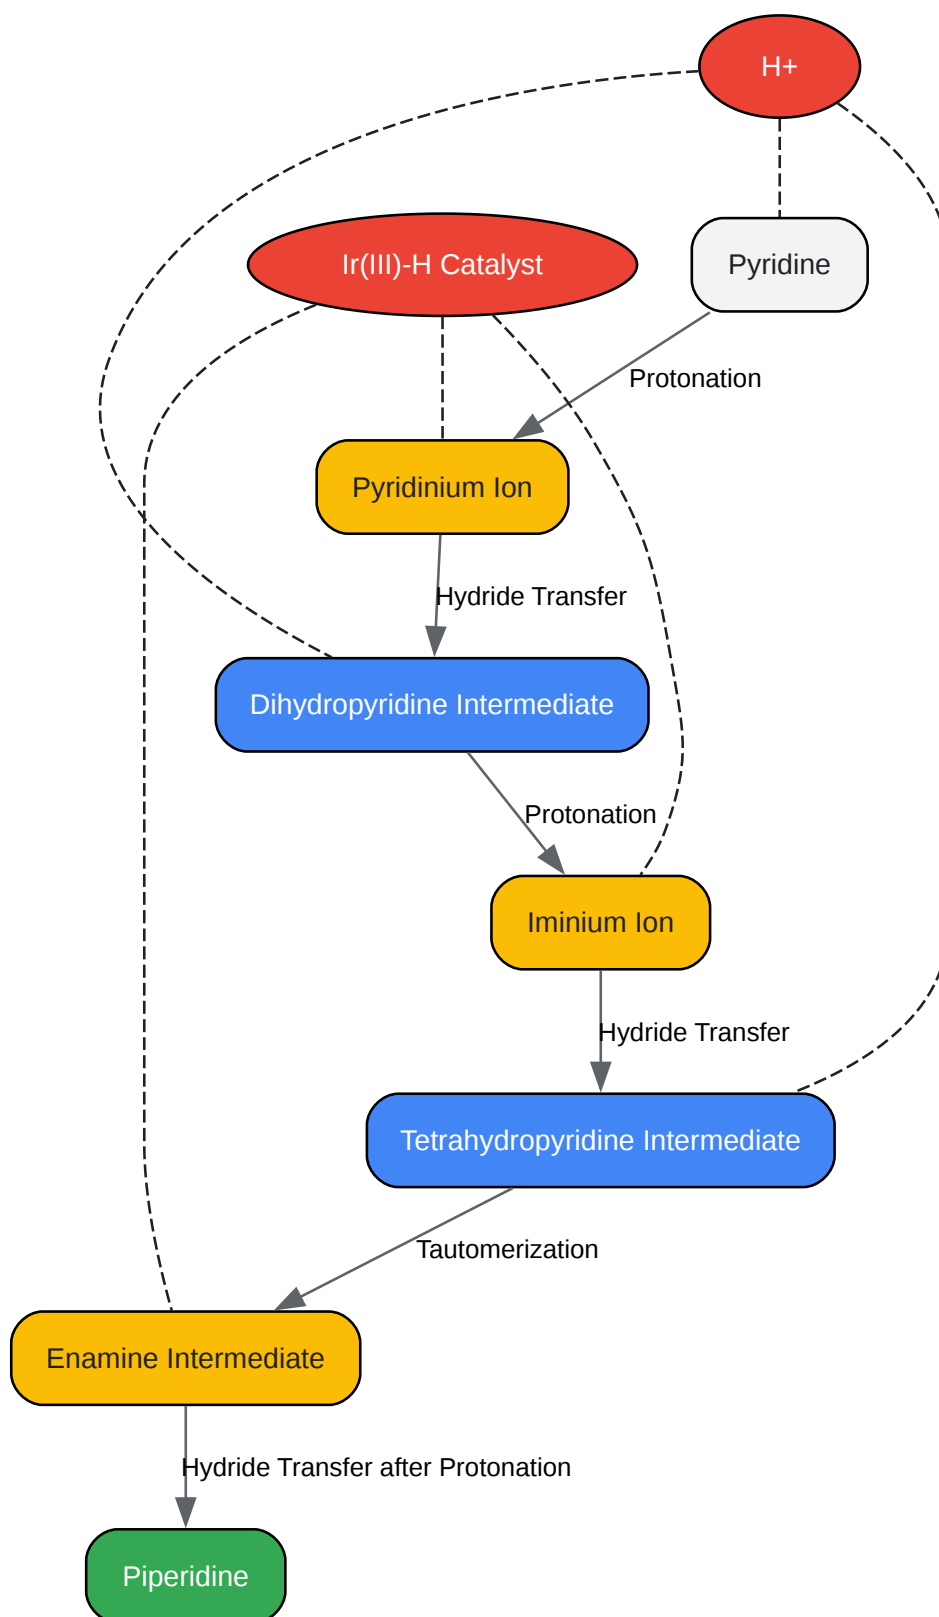 H+
Ir(III)-H Catalyst
Pyridine
Protonation
Pyridinium Ion
Hydride Transfer
Dihydropyridine Intermediate
Protonation
Iminium Ion
Hydride Transfer
Tetrahydropyridine Intermediate
Tautomerization
Enamine Intermediate
Hydride Transfer after Protonation
Piperidine